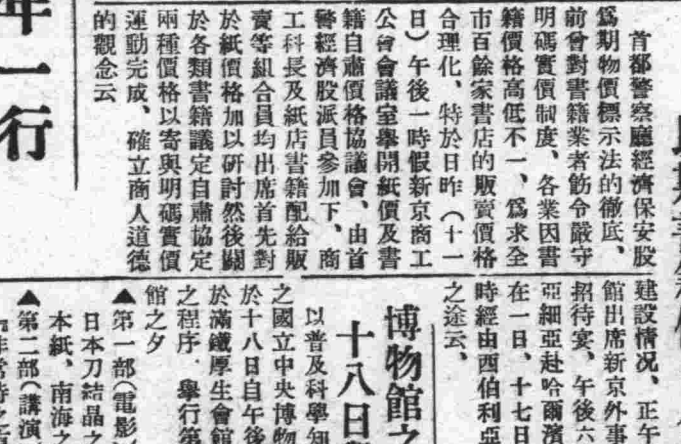 首都警察廳經濟保安股
爲期物價標示法的徹底、
前會對書籍業者飭令嚴守
明碼實價制度、各業因書
籍價格高低不一、爲求全
市百餘家書店的販賣價格
合理化、特於日昨(十一
日)午後一時假新京商工
公會會議室舉開紙價及書
籍自肅價格協議會、由首
警經濟股派員參加下、商
工科長及紙店書籍配給販
賣等組合員均出席首先對
於紙價格加以研討然後關
於各類書籍議定自肅協定
兩種價格以寄與明碼實價
運動完成、確立商人道德
的觀念云
年一行
建設情況、正午
館出席新京外事
招待宴、午後六
亞細亞赴哈爾濱
在一日、十七日
時經由西伯利亞
之途云、
博物館之
十八日
以普及科學知
之國立中央博物
於十八日自午後
於滿鐵厚生會館
之程序、舉行第
館之夕
▲第一部(電影
日本刀結晶之
本紙、南海之
▲第二部(講演